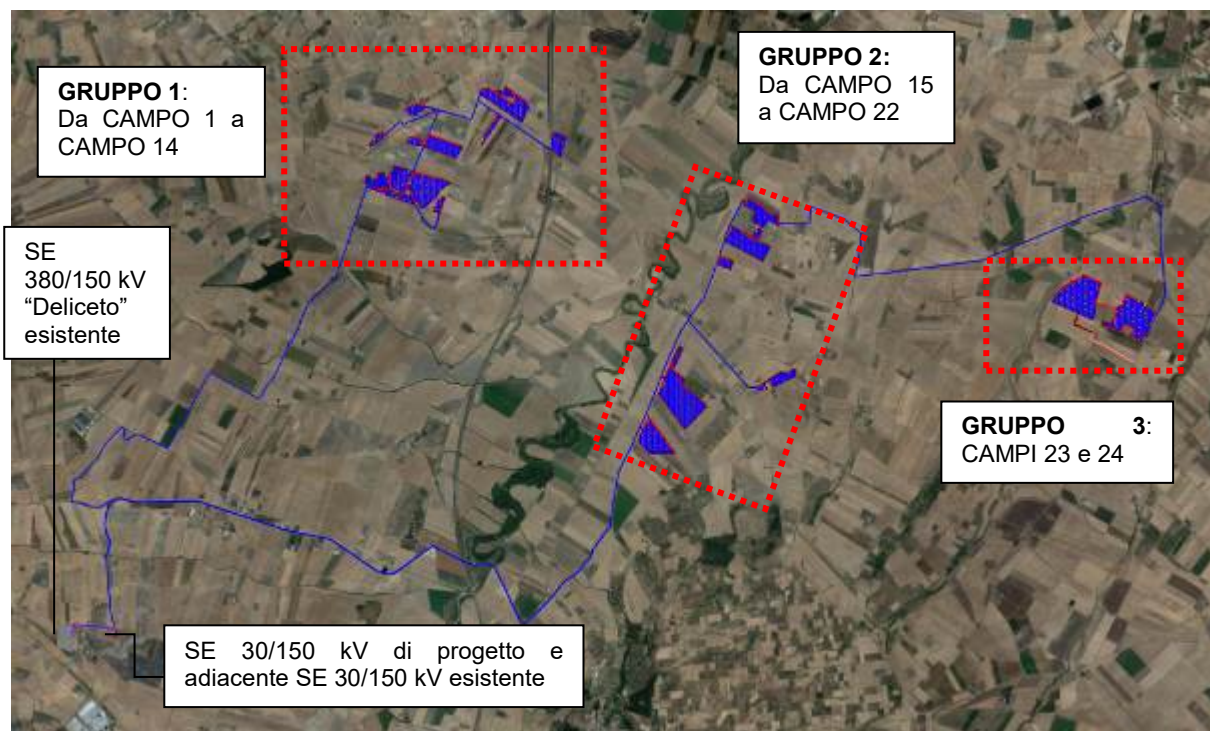 GRUPPO 1:
Da CAMPO 1 a
CAMPO 14
GRUPPO 2:
Da CAMPO 15
a CAMPO 22
SE
380/150 kV
“Deliceto”
esistente
GRUPPO 3:
CAMPI 23 e 24
SE 30/150 kV di progetto e
adiacente SE 30/150 kV esistente